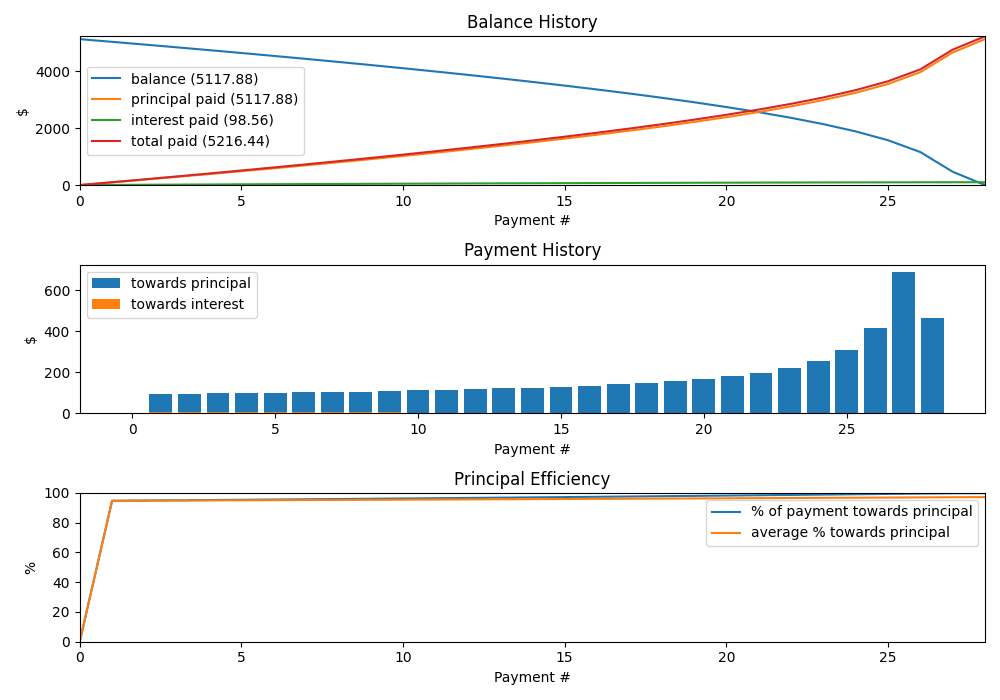 Balance History
$
4000
2000
0
balance (5117.88)
principal paid (5117.88)
interest paid (98.56)
total paid (5216.44)
0 5 10 15 20 25
Payment #
Payment History
$
600
400
200
0
towards principal
towards interest
0 5 10 15 20 25
Payment #
Principal Efficiency
%
100
80
60
40
20
0
% of payment towards principal
average % towards principal
0 5 10 15 20 25
Payment #